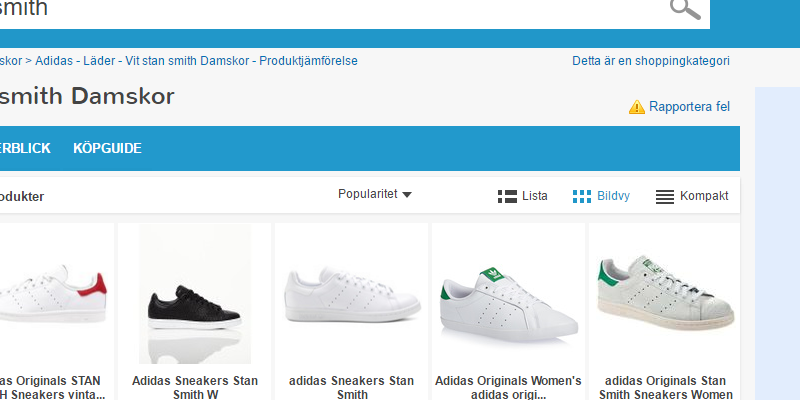 smith
skor > Adidas - Läder - Vit stan smith Damskor - Produktjämförelse
Detta är en shoppingkategori
smith Damskor
Rapportera fel
ERBLICK KÖPGUIDE
odukter
Popularitet
Lista
Bildvy
Kompakt
as Originals STAN
H Sneakers vinta...
Adidas Sneakers Stan
Smith W
adidas Sneakers Stan
Smith
Adidas Originals Women's
adidas origi...
adidas Originals Stan
Smith Sneakers Women